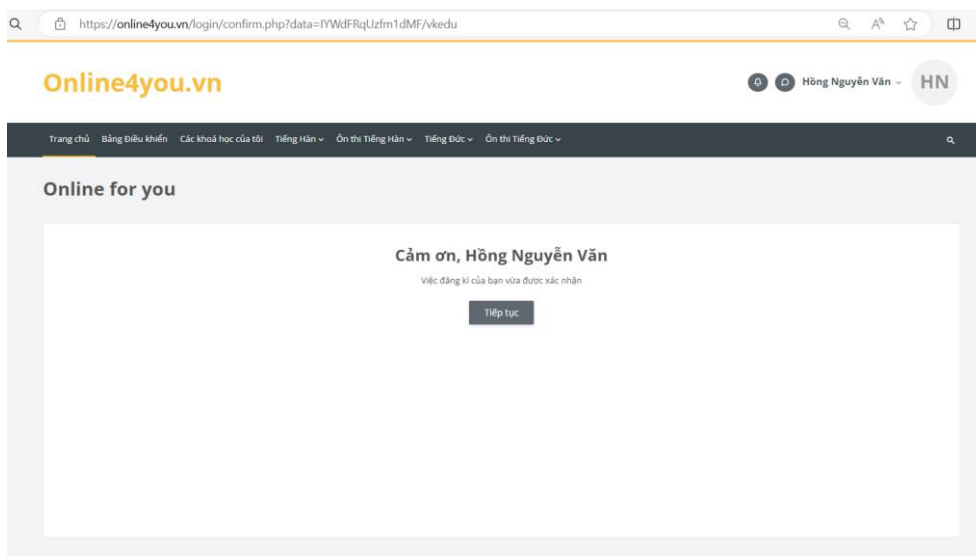 https://online4you.vn/login/confirm.php?data=lYWdFRqUzfm1dMF/vkedu
Online4you.vn
Hồng Nguyễn Văn HN
Trang chủ Bảng Điều khiển Các khoá học của tôi Tiếng Hàn Ôn thi Tiếng Hàn Tiếng Đức Ôn thi Tiếng Đức
Online for you
Cảm ơn, Hồng Nguyễn Văn
Việc đăng kí của bạn vừa được xác nhận
Tiếp tục